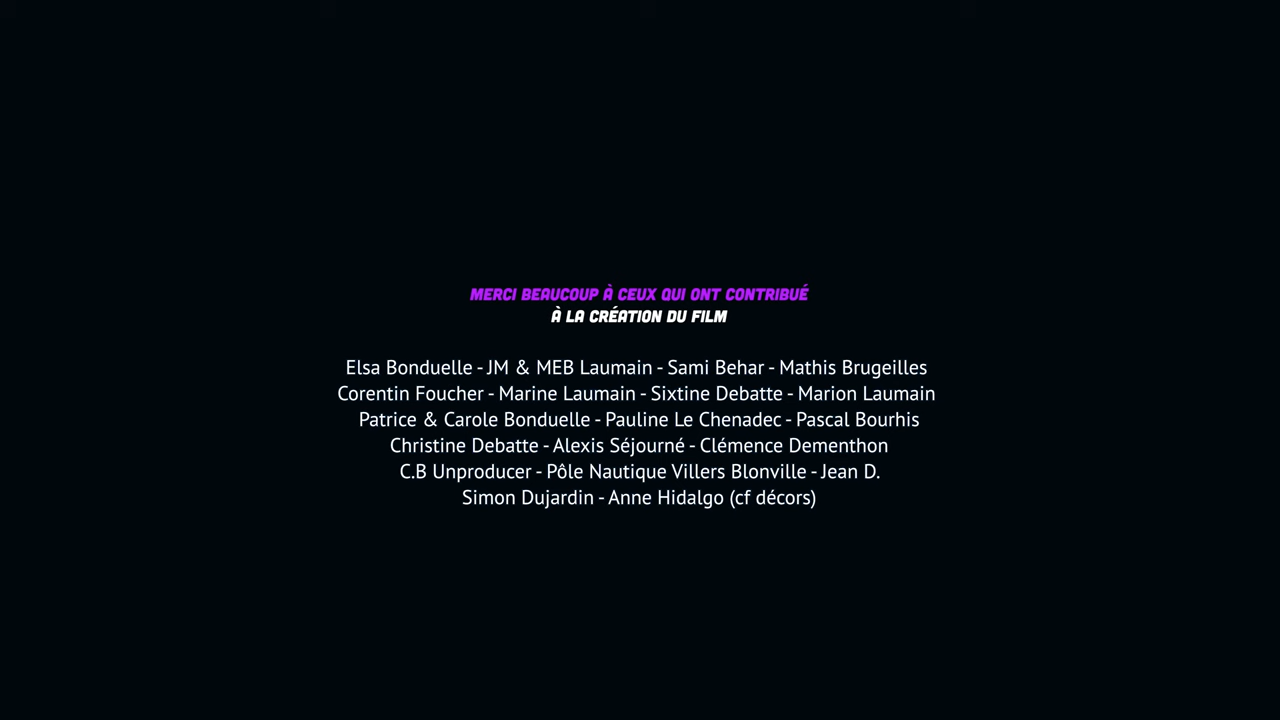 MERCI BEAUCOUP À CEUX QUI ONT CONTRIBUÉ
À LA CRÉATION DU FILM
Elsa Bonduelle - JM & MEB Laumain - Sami Behar - Mathis Brugeilles
Corentin Foucher - Marine Laumain - Sixtine Debatte - Marion Laumain
Patrice & Carole Bonduelle - Pauline Le Chenadec - Pascal Bourhis
Christine Debatte - Alexis Séjourné - Clémence Dementhon
C.B Unproducer - Pôle Nautique Villers Blonville - Jean D.
Simon Dujardin - Anne Hidalgo (cf décors)